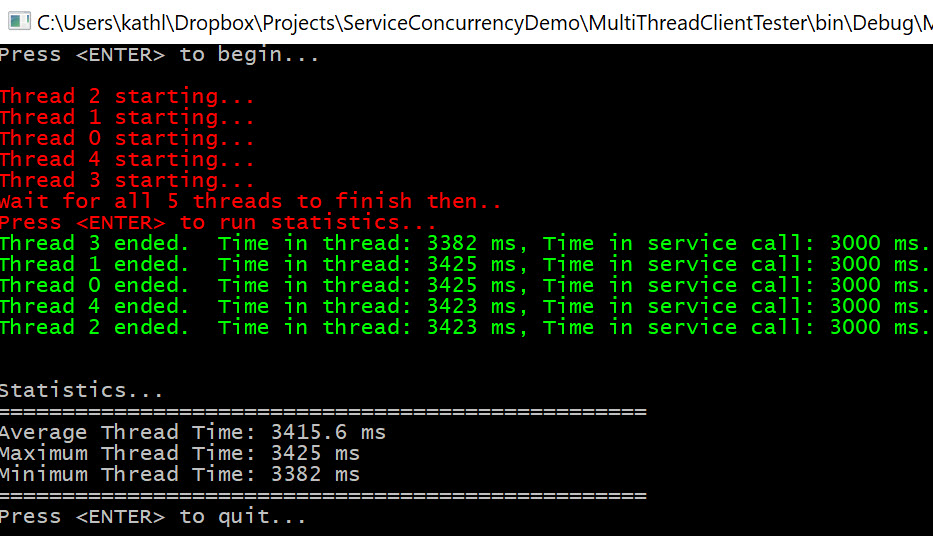 C:\Users\kathl\Dropbox\Projects\ServiceConcurrencyDemo\MultiThreadClientTester\bin\Debug\M
Press <ENTER> to begin...
Thread 2 starting...
Thread 1 starting...
Thread 0 starting...
Thread 4 starting...
Thread 3 starting...
Wait for all 5 threads to finish then..
Press <ENTER> to run statistics...
Thread 3 ended.  Time in thread: 3382 ms, Time in service call: 3000 ms.
Thread 1 ended.  Time in thread: 3425 ms, Time in service call: 3000 ms.
Thread 0 ended.  Time in thread: 3425 ms, Time in service call: 3000 ms.
Thread 4 ended.  Time in thread: 3423 ms, Time in service call: 3000 ms.
Thread 2 ended.  Time in thread: 3423 ms, Time in service call: 3000 ms.
Statistics...
===================================================
Average Thread Time: 3415.6 ms
Maximum Thread Time: 3425 ms
Minimum Thread Time: 3382 ms
===================================================
Press <ENTER> to quit...